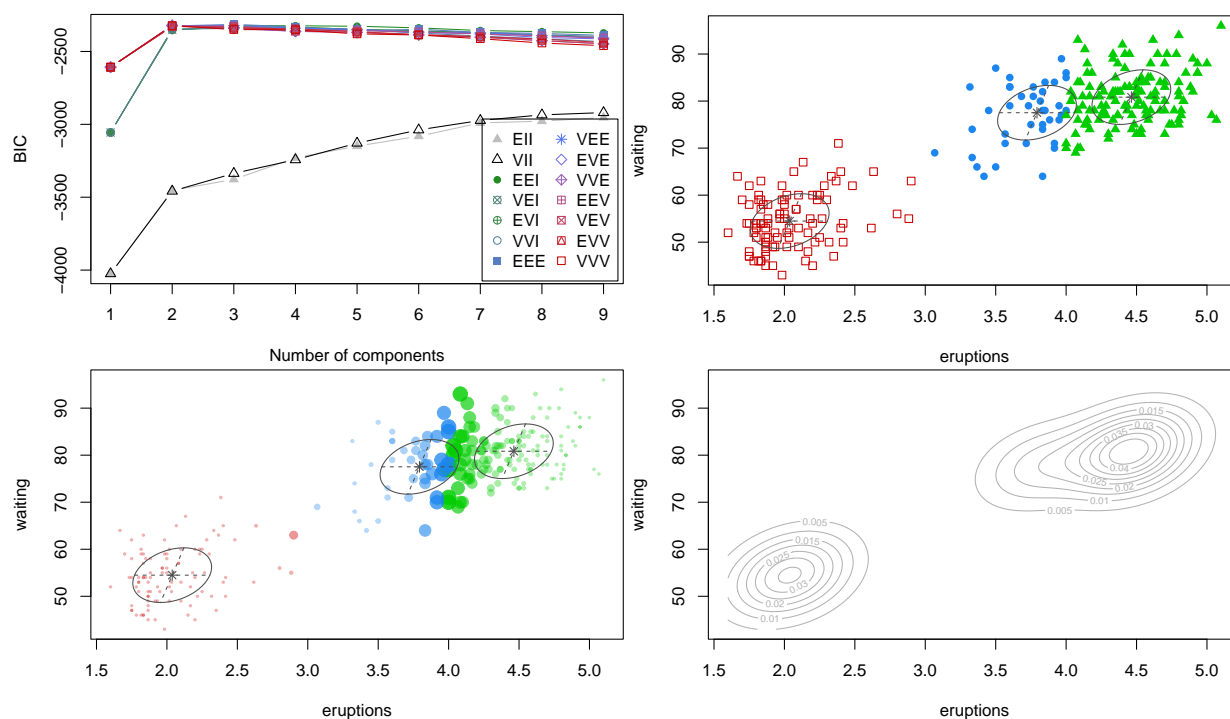 BIC
−2500
−3000
−3500
−4000
EII
VII
EEI
VEI
EVI
VVI
EEE
VEE
EVE
VVE
EEV
VEV
EVV
VVV
1 2 3 4 5 6 7 8 9
Number of components
waiting
90
80
70
60
50
1.5 2.0 2.5 3.0 3.5 4.0 4.5 5.0
eruptions
waiting
90
80
70
60
50
1.5 2.0 2.5 3.0 3.5 4.0 4.5 5.0
eruptions
waiting
90
80
70
60
50
0.015
0.03
0.035
0.04
0.025
0.02
0.01
0.005
0.005
0.015
0.025
0.03
0.02
0.01
1.5 2.0 2.5 3.0 3.5 4.0 4.5 5.0
eruptions